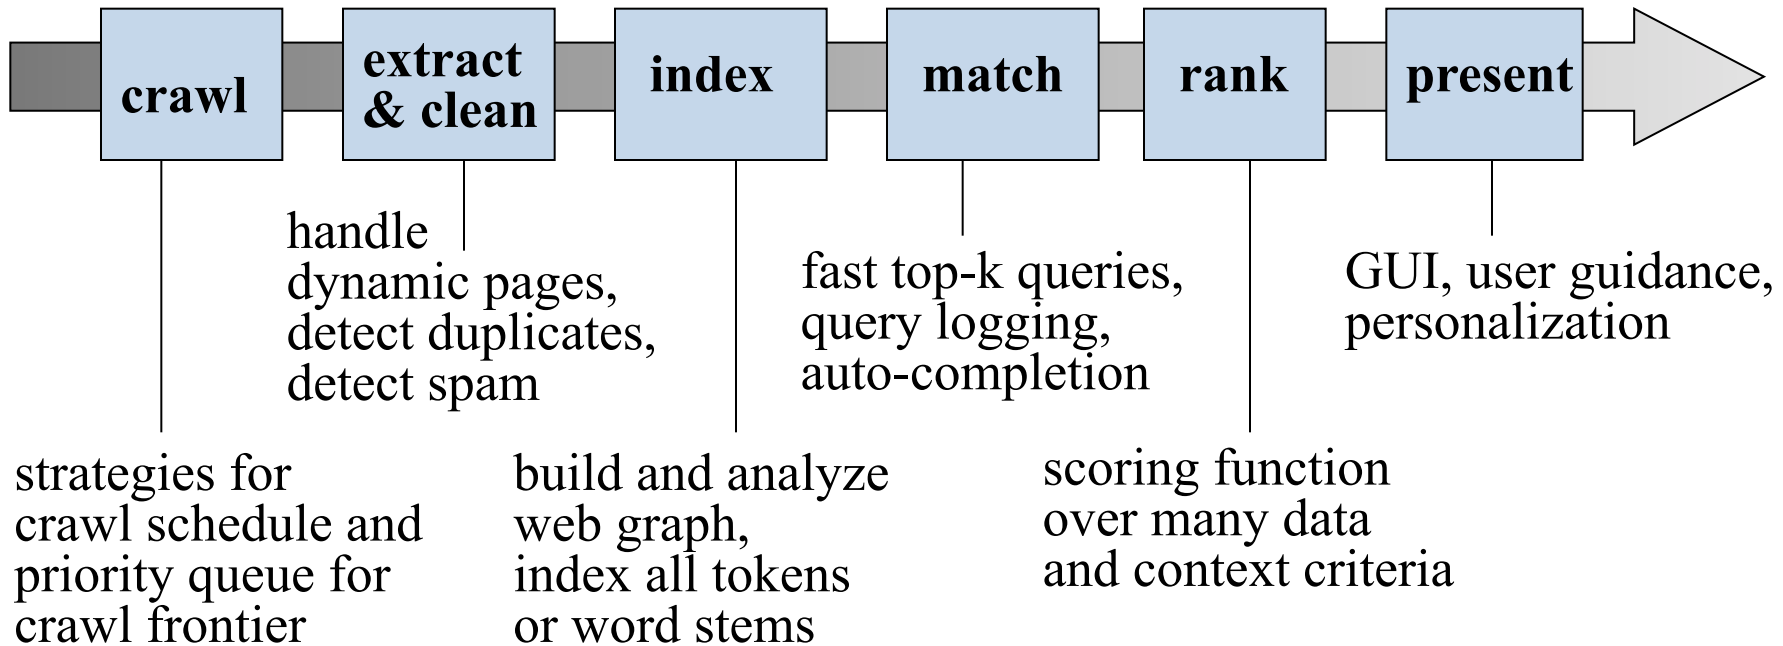 crawl
extract
& clean
index
match
rank
present
handle
dynamic pages,
detect duplicates,
detect spam
fast top-k queries,
query logging,
auto-completion
GUI, user guidance,
personalization
strategies for
crawl schedule and
priority queue for
crawl frontier
build and analyze
web graph,
index all tokens
or word stems
scoring function
over many data
and context criteria